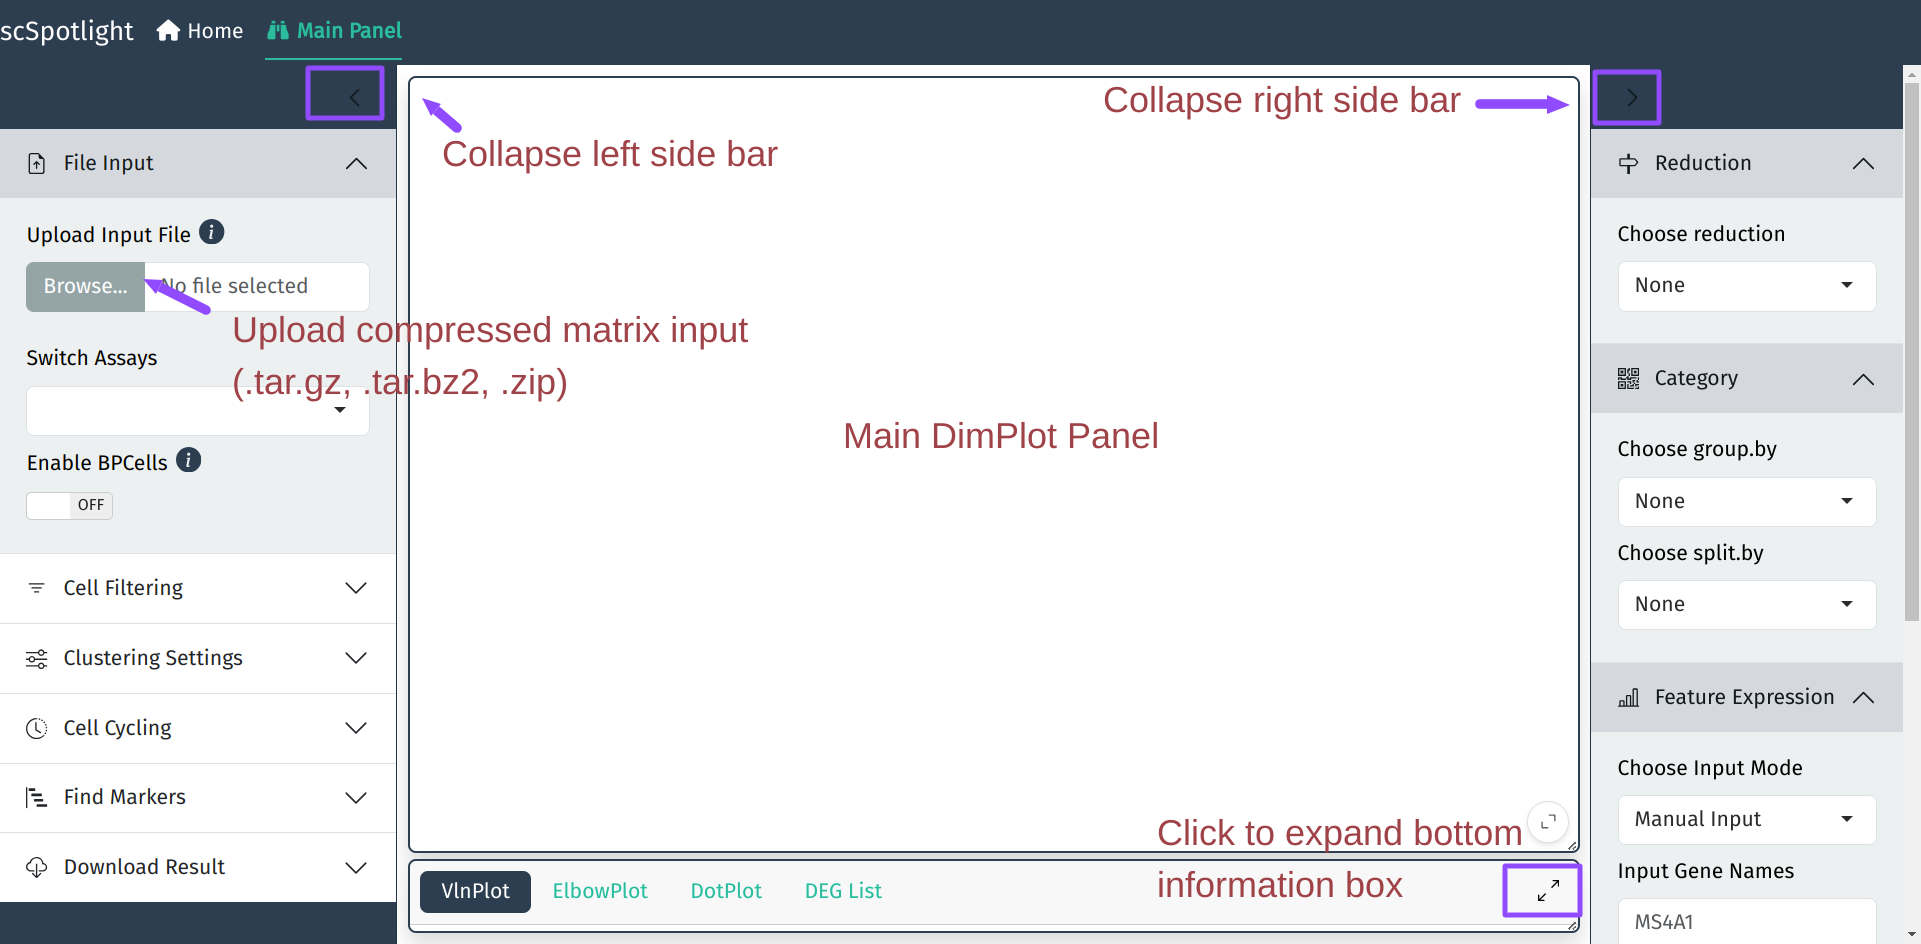 scSpotlight Home Main Panel
Collapse left side bar
Collapse right side bar
File Input
Upload Input File
Browse... No file selected
Upload compressed matrix input
(.tar.gz, .tar.bz2, .zip)
Switch Assays
Enable BPCells
OFF
Cell Filtering
Clustering Settings
Cell Cycling
Find Markers
Download Result
Main DimPlot Panel
Click to expand bottom
information box
VlnPlot ElbowPlot DotPlot DEG List
Reduction
Choose reduction
None
Category
Choose group.by
None
Choose split.by
None
Feature Expression
Choose Input Mode
Manual Input
Input Gene Names
MS4A1